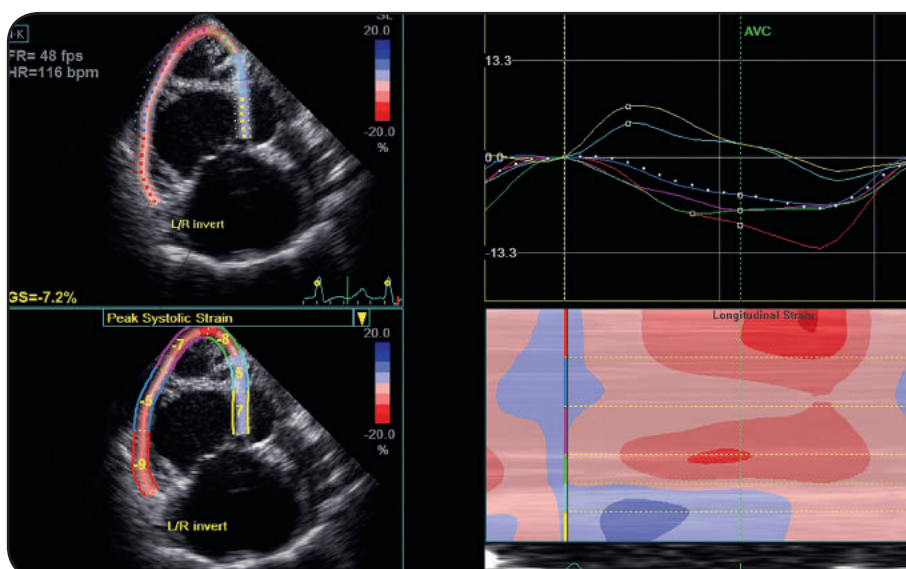 FR= 48 fps
HR=116 bpm
20.0
-20.0
%
L/R invert
GS=-7.2%
AVC
13.3
0.0
-13.3
Peak Systolic Strain
20.0
-20.0
%
-7
-8
5
7
-9
L/R invert
Longitudinal Strain